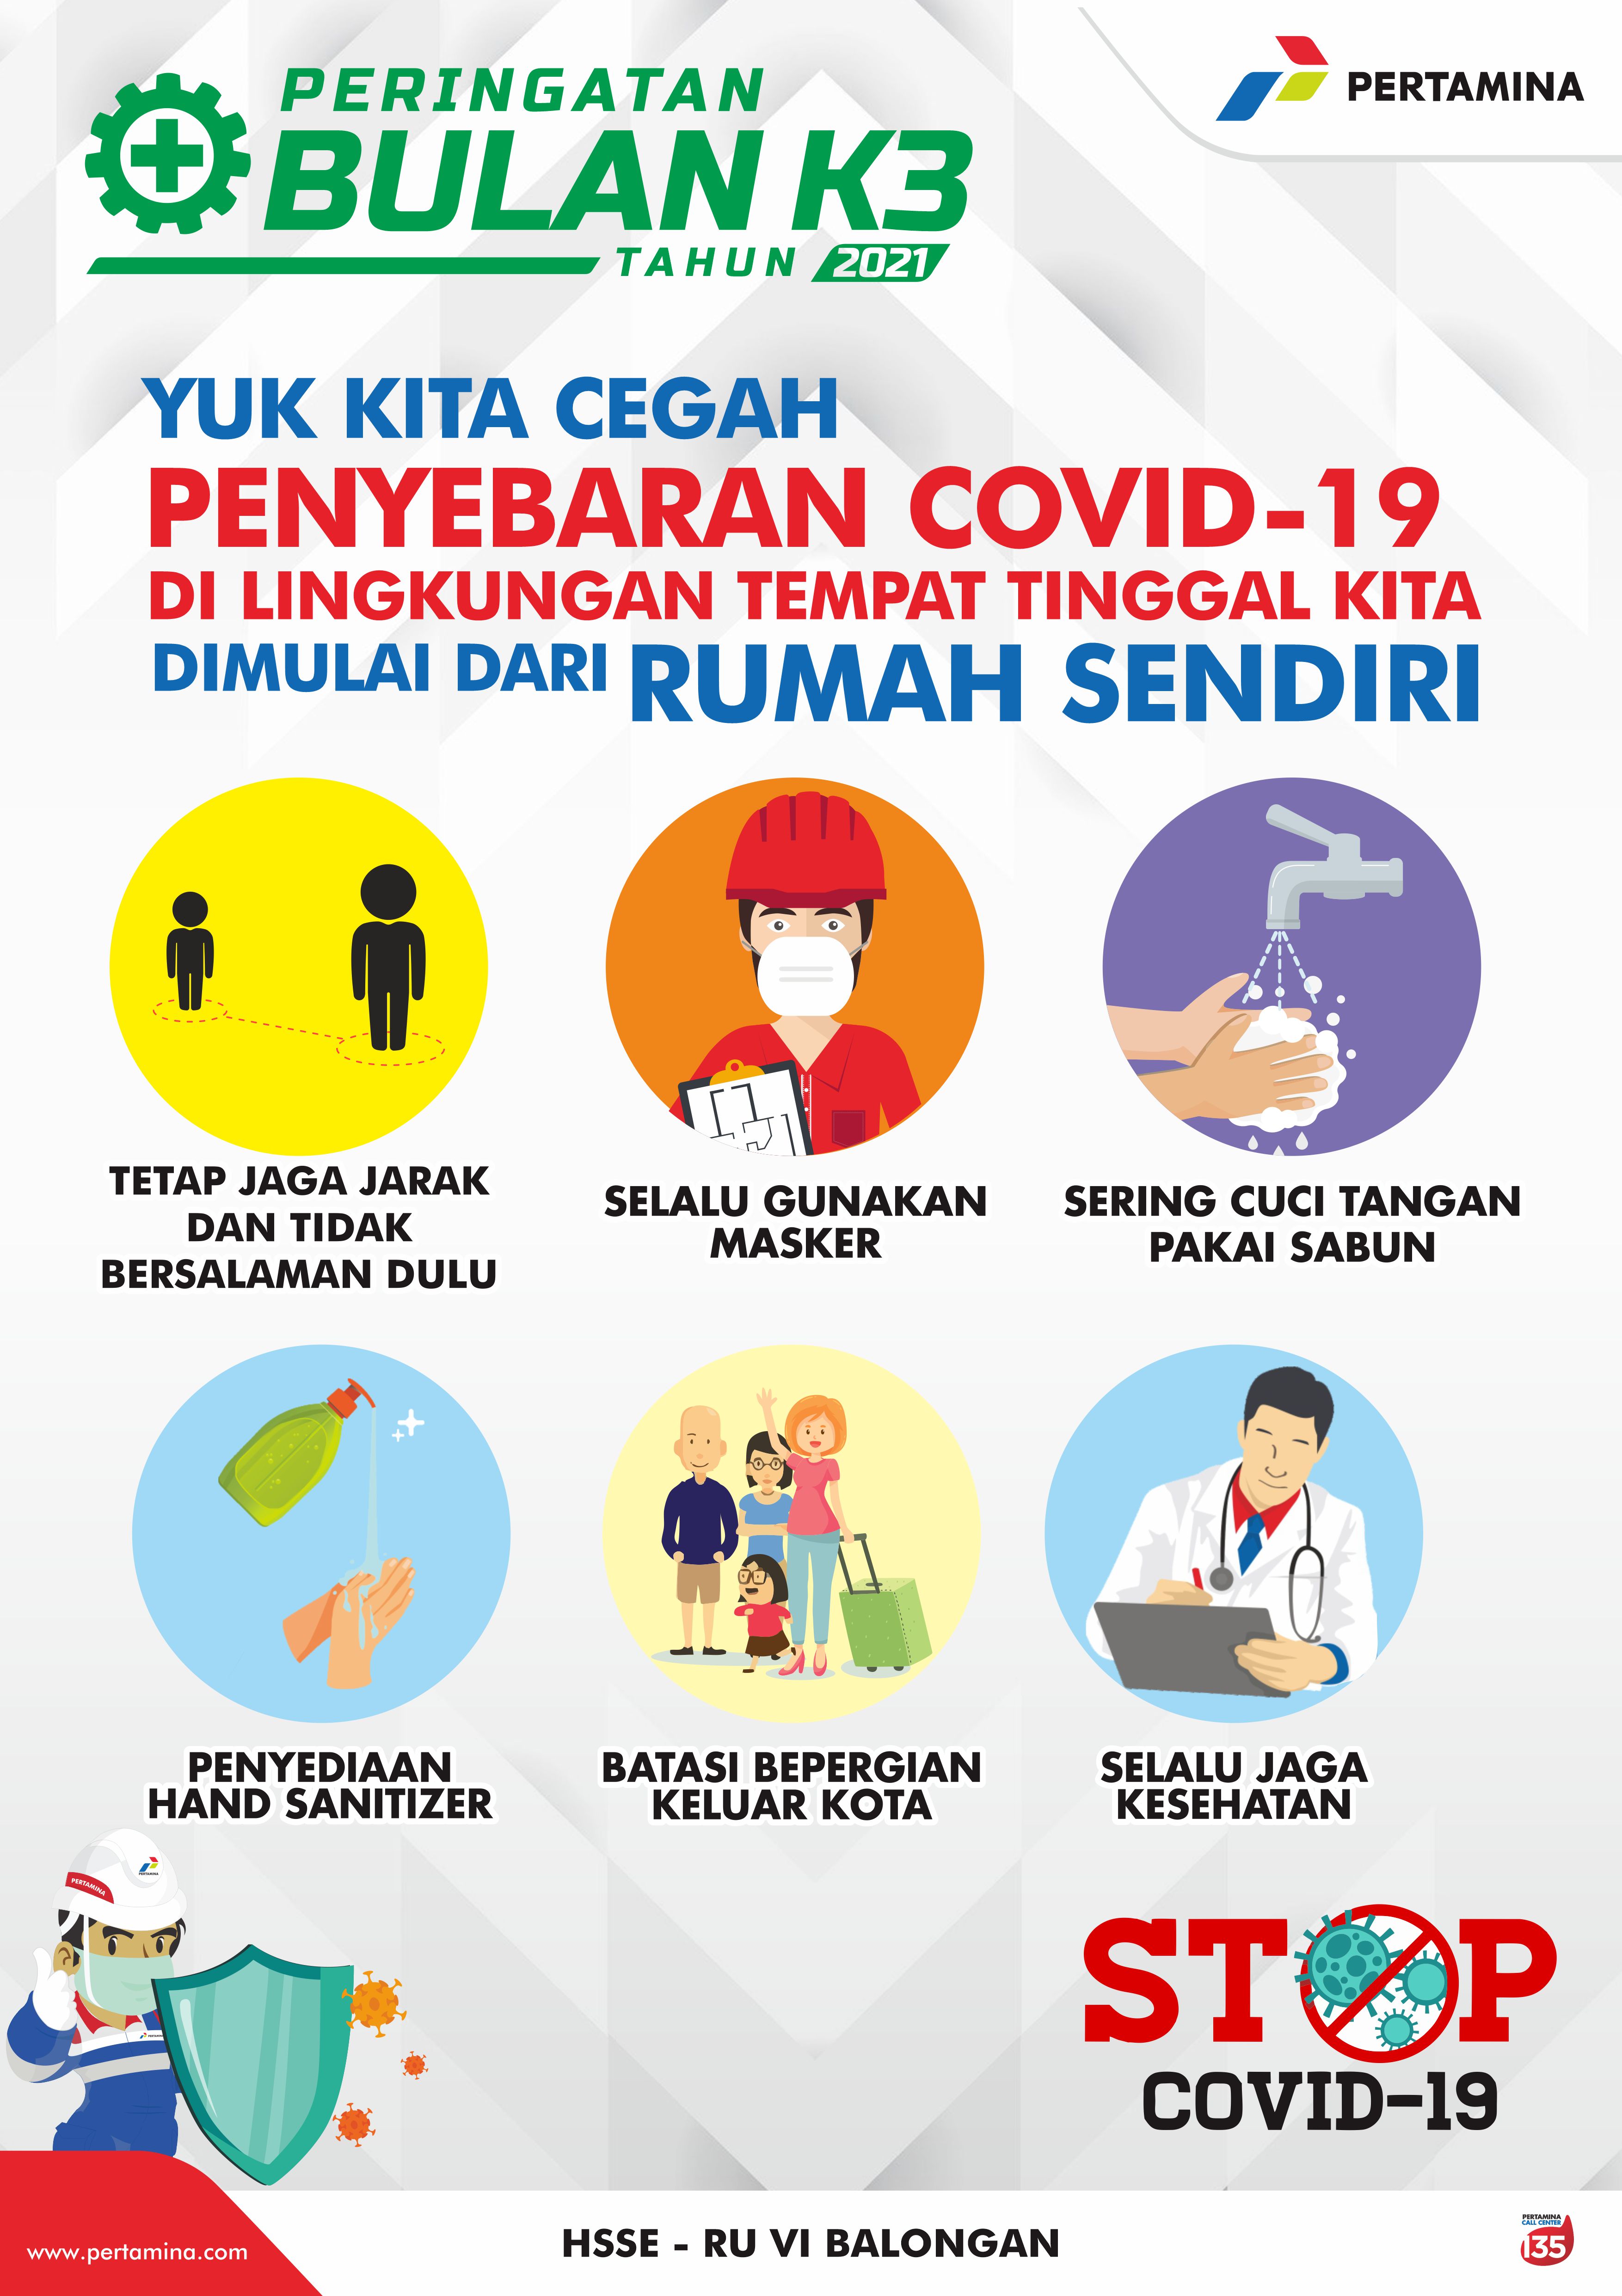 PERINGATAN
BULAN K3
TAHUN 2021
PERTAMINA
YUK KITA CEGAH
PENYEBARAN COVID-19
DI LINGKUNGAN TEMPAT TINGGAL KITA
DIMULAI DARI RUMAH SENDIRI
TETAP JAGA JARAK
DAN TIDAK
BERSALAMAN DULU
SELALU GUNAKAN
MASKER
SERING CUCI TANGAN
PAKAI SABUN
PENYEDIAAN
HAND SANITIZER
BATASI BEPERGIAN
KELUAR KOTA
SELALU JAGA
KESEHATAN
PERTAMINA
PERTAMINA
PERTAMINA
STOP
COVID-19
www.pertamina.com
HSSE - RU VI BALONGAN
PERTAMINA
CALL CENTER
135